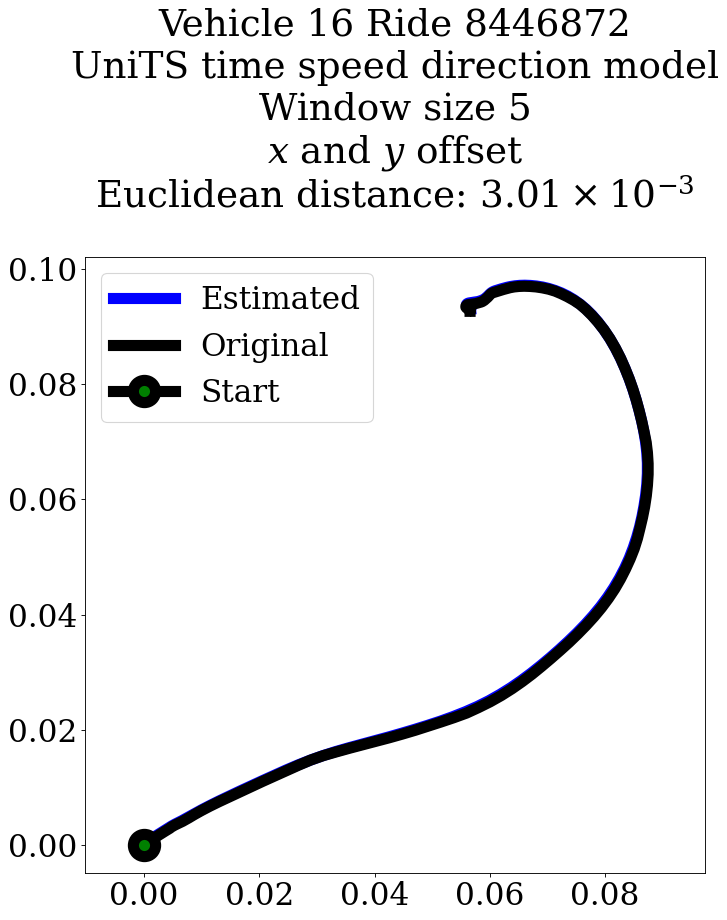 Vehicle 16 Ride 8446872
UniTS time speed direction model
Window size 5
x and y offset
Euclidean distance: 3.01 × 10⁻³
0.10
Estimated
Original
Start
0.08
0.06
0.04
0.02
0.00
0.00 0.02 0.04 0.06 0.08